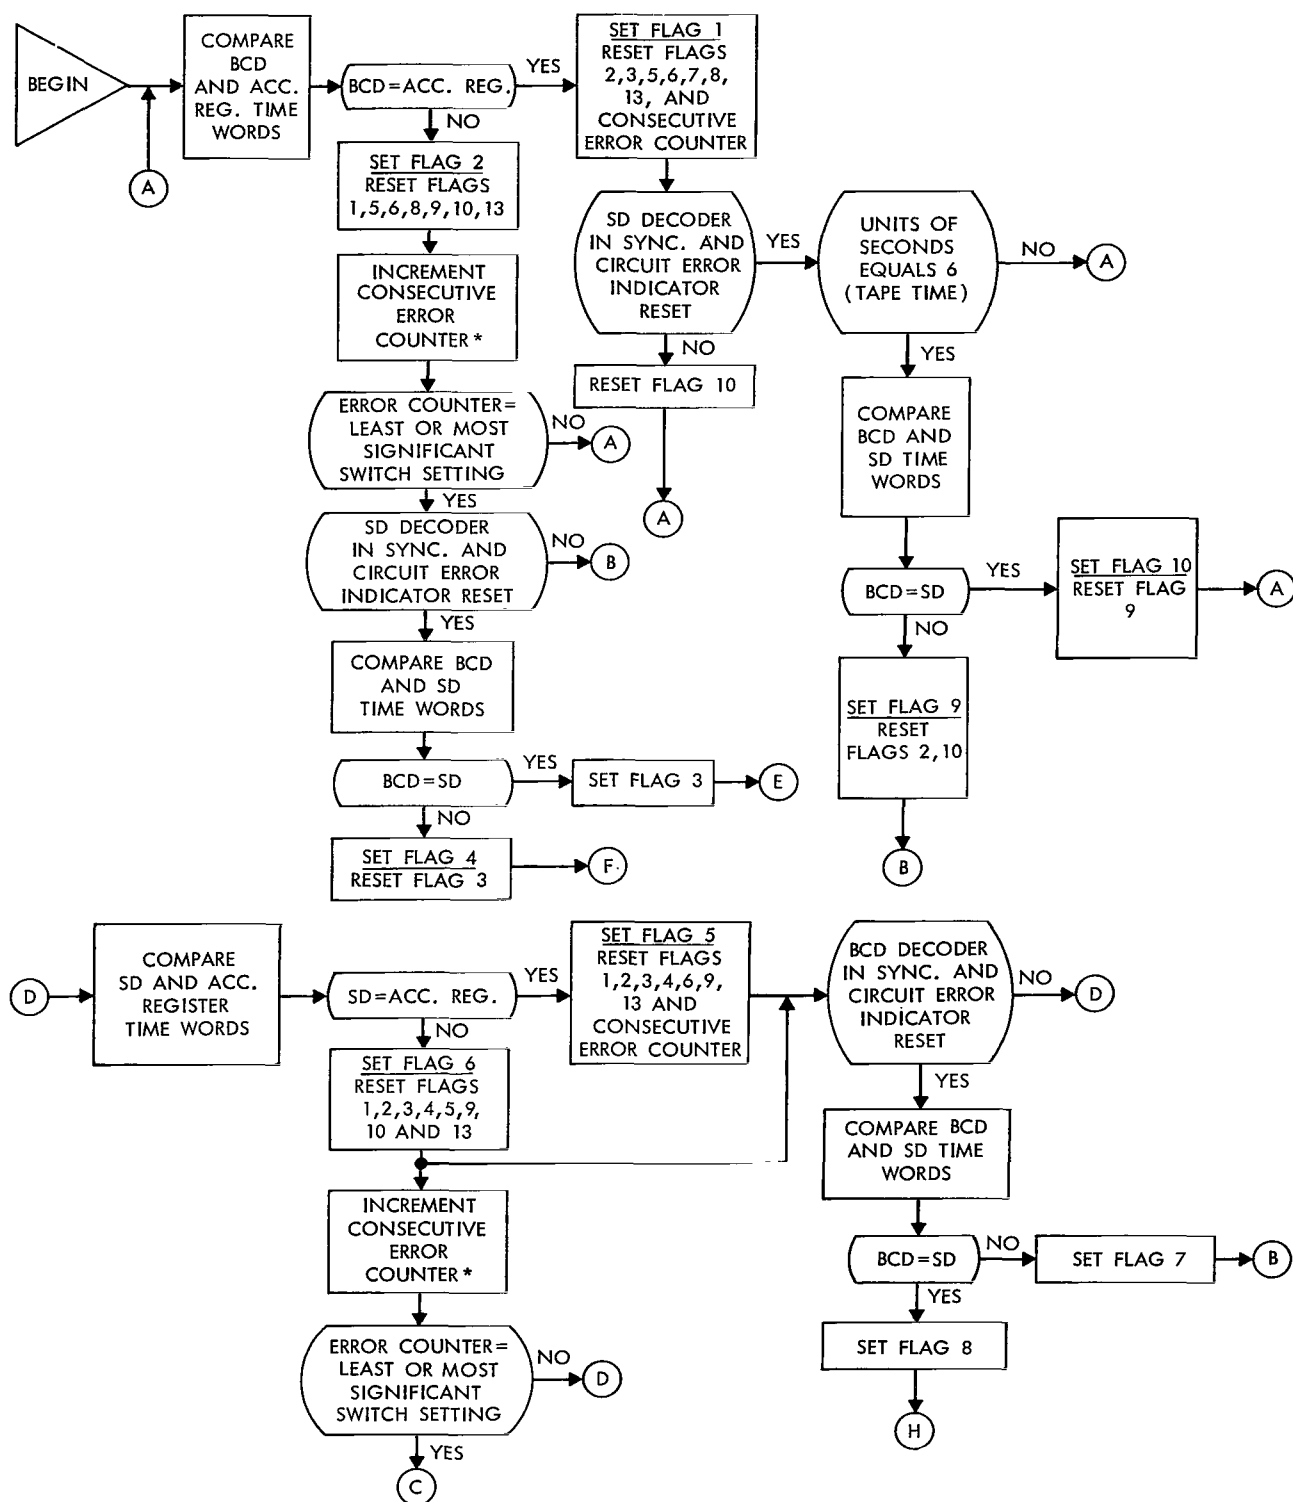 BEGIN
A
COMPARE
BCD
AND ACC.
REG. TIME
WORDS
BCD=ACC. REG.
YES
NO
SET FLAG 1
RESET FLAGS
2,3,5,6,7,8,
13, AND
CONSECUTIVE
ERROR COUNTER
SET FLAG 2
RESET FLAGS
1,5,6,8,9,10,13
SD DECODER
IN SYNC. AND
CIRCUIT ERROR
INDICATOR
RESET
YES
NO
UNITS OF
SECONDS
EQUALS 6
(TAPE TIME)
NO
A
YES
INCREMENT
CONSECUTIVE
ERROR
COUNTER*
RESET FLAG 10
A
ERROR COUNTER=
LEAST OR MOST
SIGNIFICANT
SWITCH SETTING
NO
A
YES
COMPARE
BCD AND
SD TIME
WORDS
SD DECODER
IN SYNC. AND
CIRCUIT ERROR
INDICATOR RESET
NO
B
YES
BCD=SD
YES
NO
SET FLAG 10
RESET FLAG
9
A
COMPARE BCD
AND SD
TIME WORDS
SET FLAG 9
RESET
FLAGS 2,10
B
BCD=SD
YES
SET FLAG 3
E
NO
SET FLAG 4
RESET FLAG 3
F
D
COMPARE
SD AND ACC.
REGISTER
TIME WORDS
SD=ACC. REG.
YES
NO
SET FLAG 5
RESET FLAGS
1,2,3,4,6,9,
13 AND
CONSECUTIVE
ERROR COUNTER
BCD DECODER
IN SYNC. AND
CIRCUIT ERROR
INDICATOR
RESET
NO
D
YES
SET FLAG 6
RESET FLAGS
1,2,3,4,5,9,
10 AND 13
COMPARE BCD
AND SD TIME
WORDS
INCREMENT
CONSECUTIVE
ERROR
COUNTER*
BCD=SD
NO
SET FLAG 7
B
YES
SET FLAG 8
H
ERROR COUNTER=
LEAST OR MOST
SIGNIFICANT
SWITCH SETTING
NO
D
YES
C